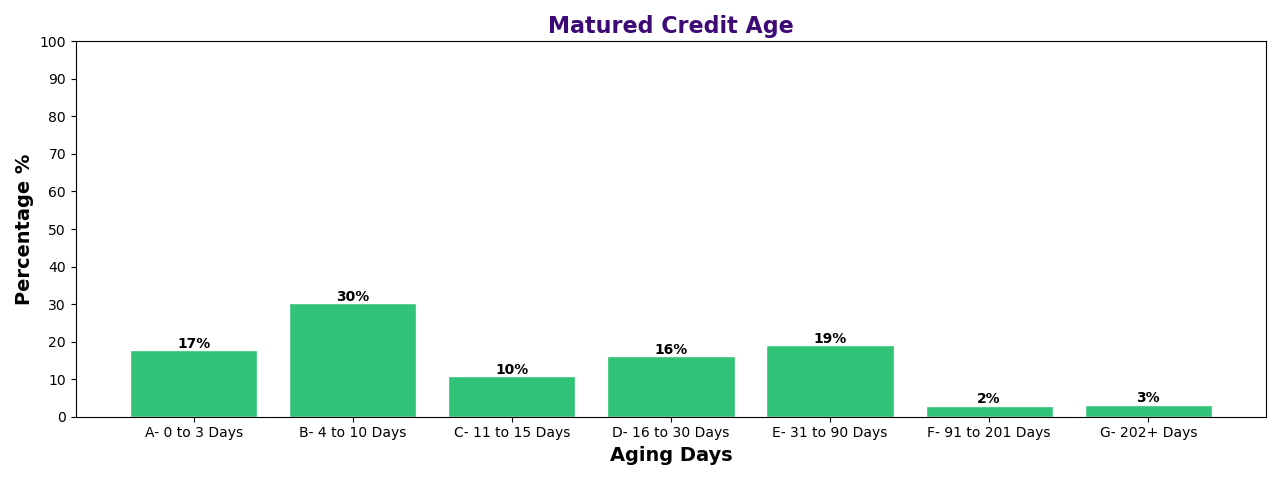 Matured Credit Age
Percentage %
100
90
80
70
60
50
40
30
20
10
0
17%
30%
10%
16%
19%
2%
3%
A- 0 to 3 Days
B- 4 to 10 Days
C- 11 to 15 Days
D- 16 to 30 Days
E- 31 to 90 Days
F- 91 to 201 Days
G- 202+ Days
Aging Days